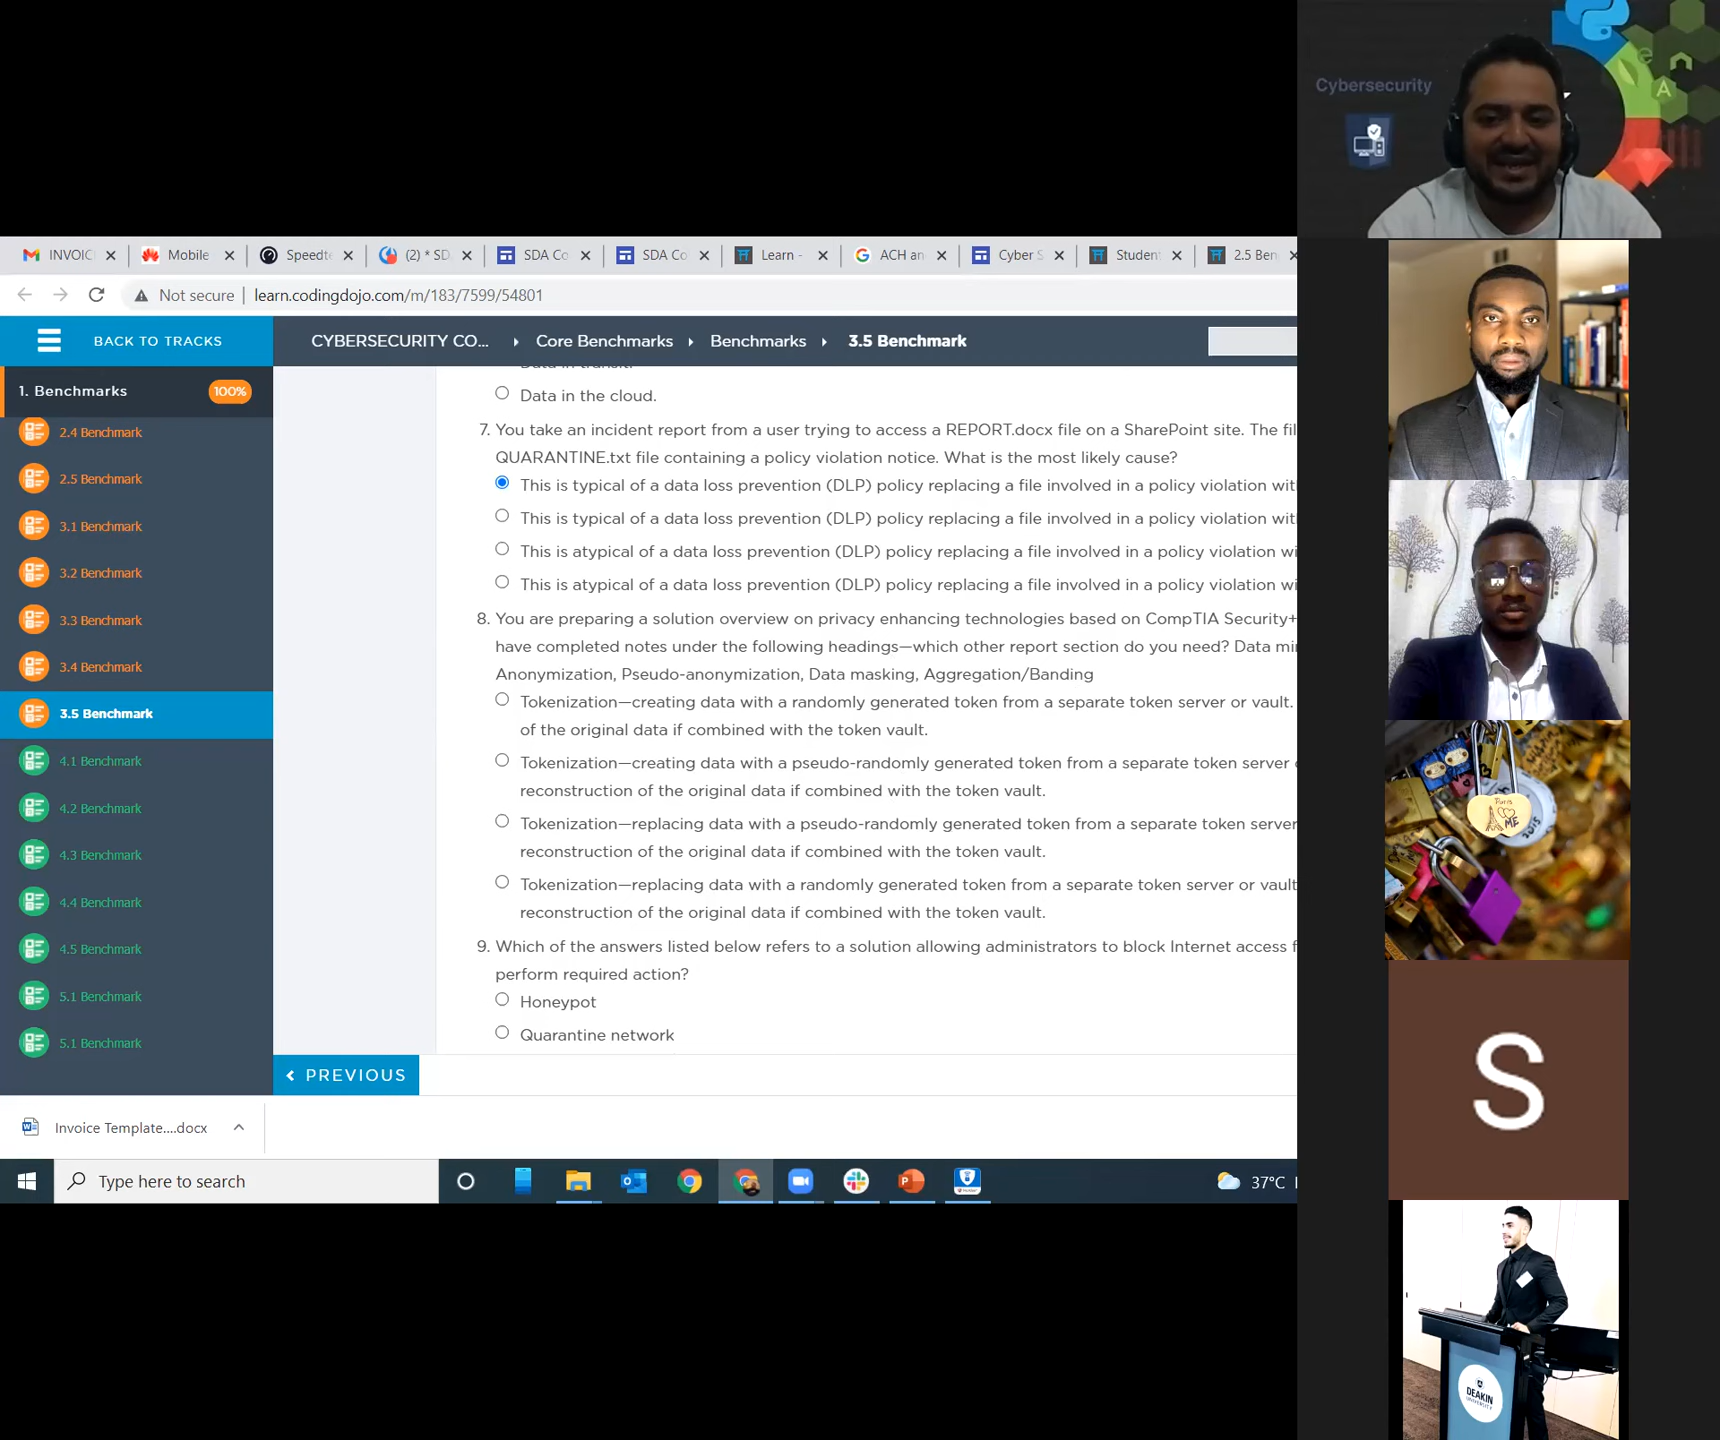 Cybersecurity
INVOIC
Mobile
Speedte
(2) * SD
SDA Co
SDA Co
Learn -
ACH an
Cyber S
Studen
2.5 Ben
Not secure
learn.codingdojo.com/m/183/7599/54801
BACK TO TRACKS
CYBERSECURITY CO...
Core Benchmarks
Benchmarks
3.5 Benchmark
1. Benchmarks
100%
2.4 Benchmark
2.5 Benchmark
3.1 Benchmark
3.2 Benchmark
3.3 Benchmark
3.4 Benchmark
3.5 Benchmark
4.1 Benchmark
4.2 Benchmark
4.3 Benchmark
4.4 Benchmark
4.5 Benchmark
5.1 Benchmark
5.1 Benchmark
Data in transit.
Data in the cloud.
7. You take an incident report from a user trying to access a REPORT.docx file on a SharePoint site. The fil
QUARANTINE.txt file containing a policy violation notice. What is the most likely cause?
This is typical of a data loss prevention (DLP) policy replacing a file involved in a policy violation wit
This is typical of a data loss prevention (DLP) policy replacing a file involved in a policy violation wit
This is atypical of a data loss prevention (DLP) policy replacing a file involved in a policy violation wi
This is atypical of a data loss prevention (DLP) policy replacing a file involved in a policy violation wi
8. You are preparing a solution overview on privacy enhancing technologies based on CompTIA Security+
have completed notes under the following headings—which other report section do you need? Data mi
Anonymization, Pseudo-anonymization, Data masking, Aggregation/Banding
Tokenization—creating data with a randomly generated token from a separate token server or vault.
of the original data if combined with the token vault.
Tokenization—creating data with a pseudo-randomly generated token from a separate token server
reconstruction of the original data if combined with the token vault.
Tokenization—replacing data with a pseudo-randomly generated token from a separate token server
reconstruction of the original data if combined with the token vault.
Tokenization—replacing data with a randomly generated token from a separate token server or vault
reconstruction of the original data if combined with the token vault.
9. Which of the answers listed below refers to a solution allowing administrators to block Internet access f
perform required action?
Honeypot
Quarantine network
PREVIOUS
Invoice Template....docx
Type here to search
37°C
Paris
ME
2015
S
DEAKIN
UNIVERSITY